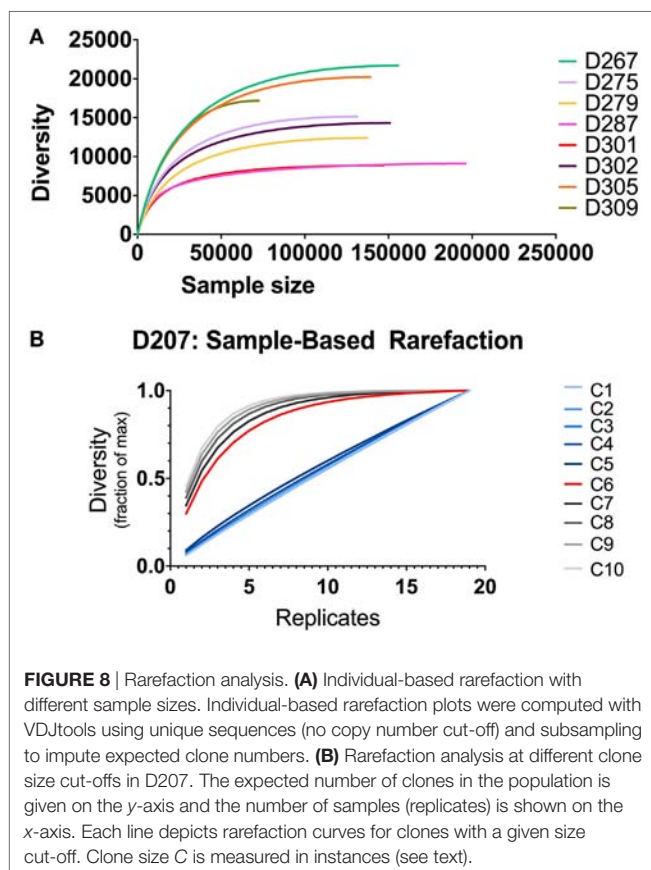 A
25000
20000
15000
10000
5000
0
Diversity
0 50000 100000 150000 200000 250000
Sample size
D267
D275
D279
D287
D301
D302
D305
D309
B
D207: Sample-Based Rarefaction
1.0
0.5
0.0
Diversity
(fraction of max)
0 5 10 15 20
Replicates
C1
C2
C3
C4
C5
C6
C7
C8
C9
C10
FIGURE 8 | Rarefaction analysis. (A) Individual-based rarefaction with
different sample sizes. Individual-based rarefaction plots were computed with
VDJtools using unique sequences (no copy number cut-off) and subsampling
to impute expected clone numbers. (B) Rarefaction analysis at different clone
size cut-offs in D207. The expected number of clones in the population is
given on the y-axis and the number of samples (replicates) is shown on the
x-axis. Each line depicts rarefaction curves for clones with a given size
cut-off. Clone size C is measured in instances (see text).